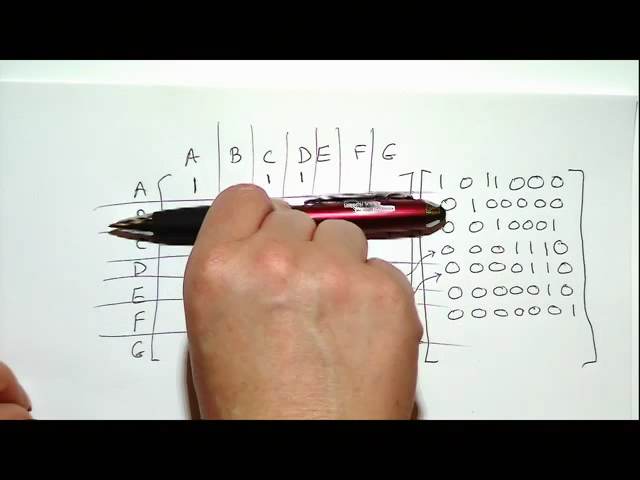 A B C D E F G
A 1 1 1 1 0 1 1 0 0 0
0 1 0 0 0 0 0
C 0 0 1 0 0 0 1
0 0 0 1 1 1 0
D 0 0 0 0 1 1 0
E 0 0 0 0 0 1 0
F 0 0 0 0 0 0 1
G